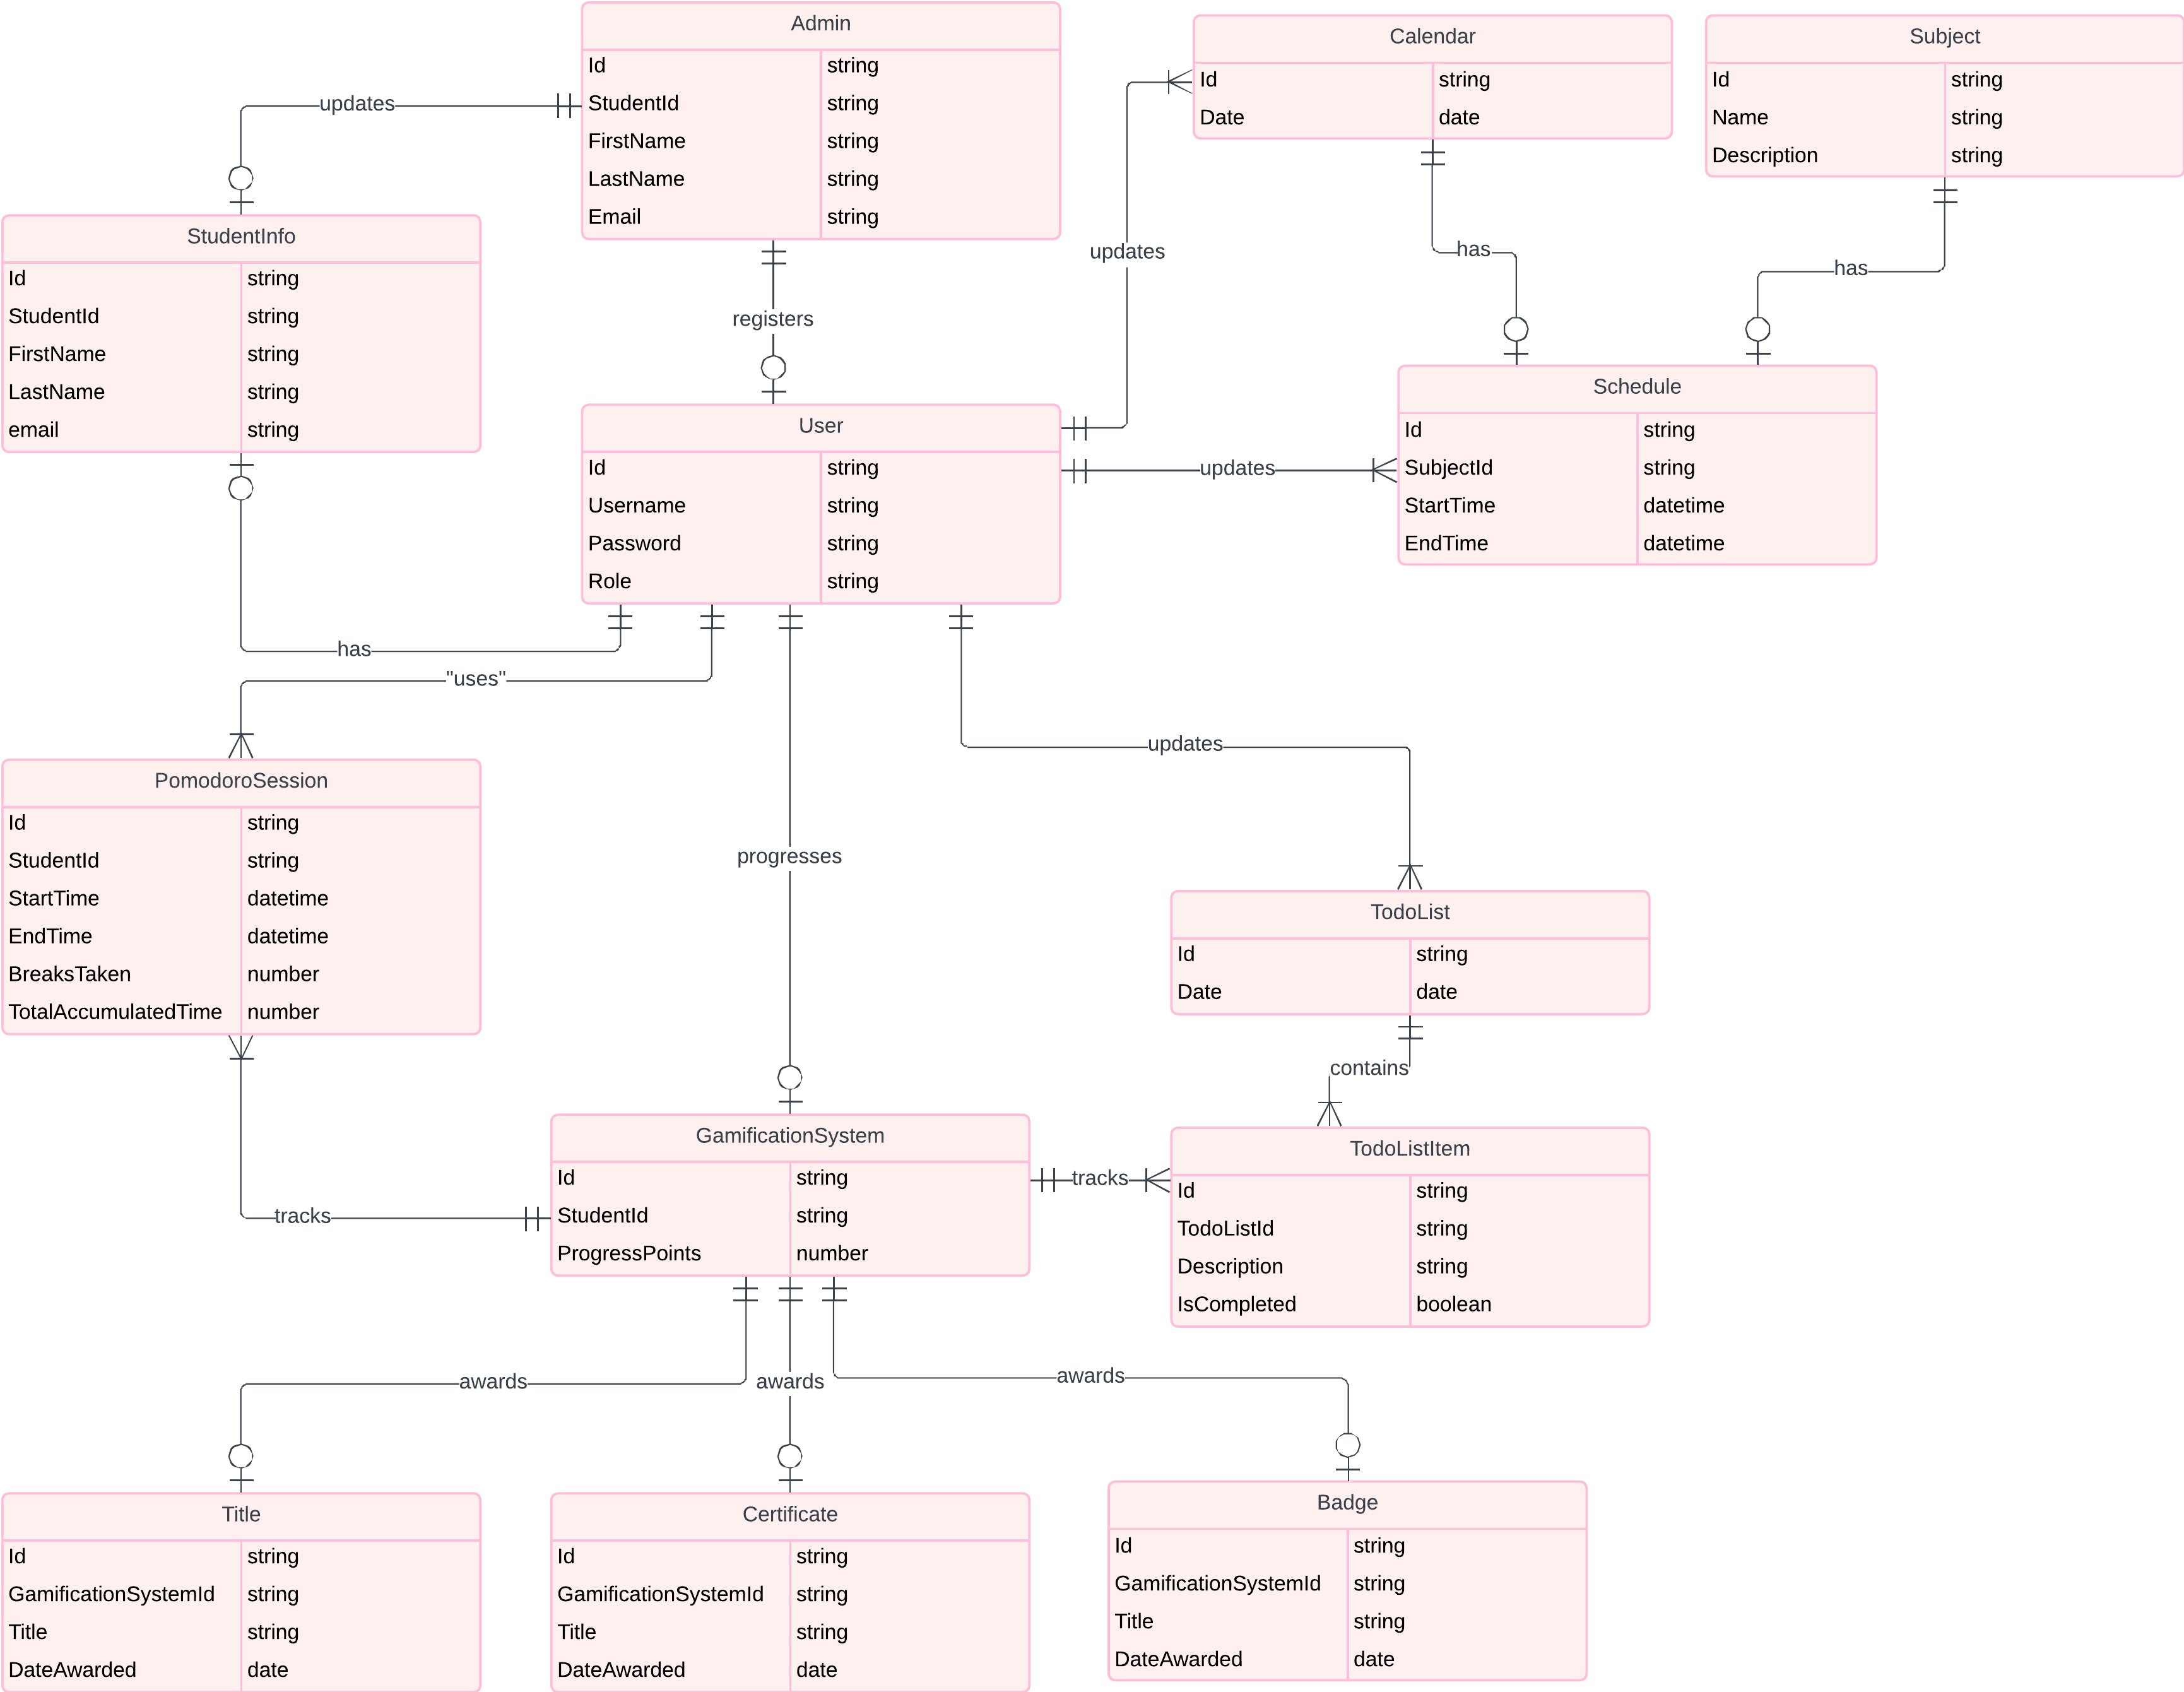 Admin
Id string
StudentId string
FirstName string
LastName string
Email string
Calendar
Id string
Date date
Subject
Id string
Name string
Description string
updates
StudentInfo
Id string
StudentId string
FirstName string
LastName string
email string
registers
updates
has
has
User
Id string
Username string
Password string
Role string
updates
Schedule
Id string
SubjectId string
StartTime datetime
EndTime datetime
has
"uses"
updates
PomodoroSession
Id string
StudentId string
StartTime datetime
EndTime datetime
BreaksTaken number
TotalAccumulatedTime number
progresses
TodoList
Id string
Date date
contains
tracks
GamificationSystem
Id string
StudentId string
ProgressPoints number
tracks
TodoListItem
Id string
TodoListId string
Description string
IsCompleted boolean
awards
awards
awards
Title
Id string
GamificationSystemId string
Title string
DateAwarded date
Certificate
Id string
GamificationSystemId string
Title string
DateAwarded date
Badge
Id string
GamificationSystemId string
Title string
DateAwarded date